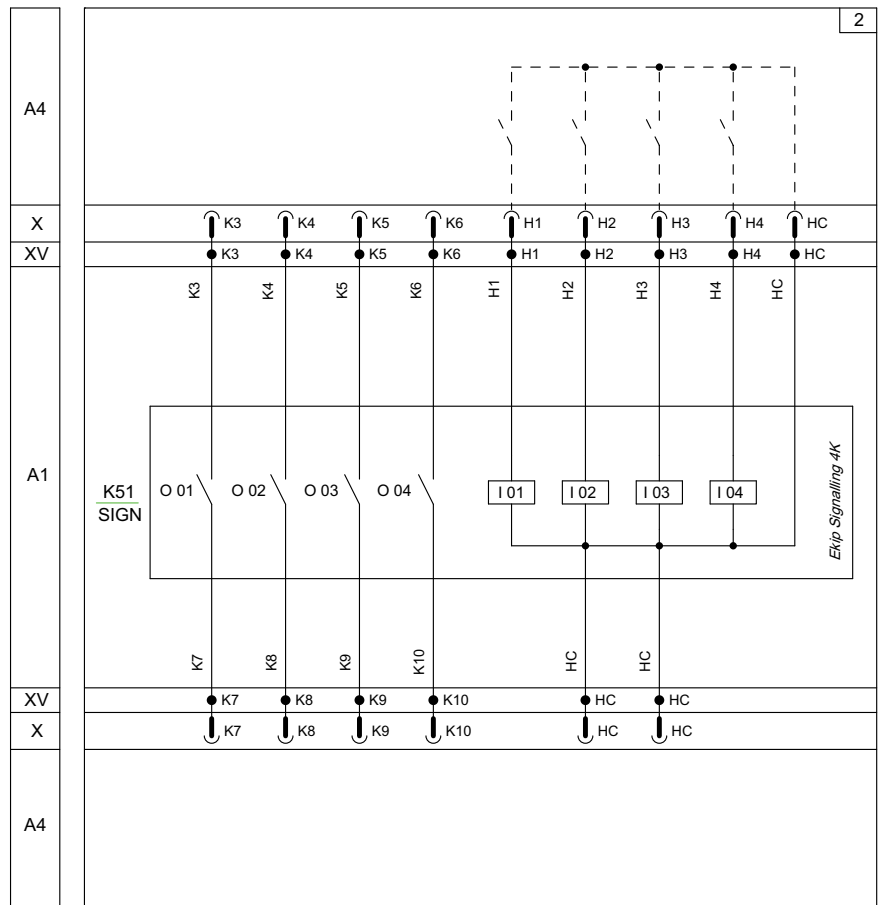 2
A4
X K3 K4 K5 K6 H1 H2 H3 H4 HC
XV K3 K4 K5 K6 H1 H2 H3 H4 HC
K3 K4 K5 K6 H1 H2 H3 H4 HC
A1
K51
SIGN
O 01 O 02 O 03 O 04 I 01 I 02 I 03 I 04
Ekip Signalling 4K
K7 K8 K9 K10 HC HC
XV K7 K8 K9 K10 HC HC
X K7 K8 K9 K10 HC HC
A4